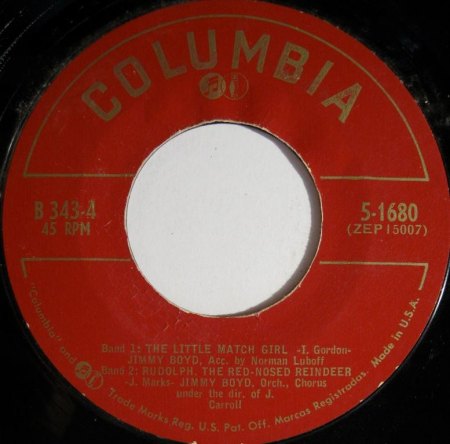 COLUMBIA
B 343-4
45 RPM
5-1680
(ZEP 15007)
Band 1: THE LITTLE MATCH GIRL -I. Gordon-
JIMMY BOYD, Acc. by Norman Luboff
Band 2: RUDOLPH, THE RED-NOSED REINDEER
-J. Marks- JIMMY BOYD, Orch., Chorus
under the dir. of J.
Carroll
"Columbia" and Trade Marks Reg. U.S. Pat. Off. Marcas Registradas. Made in U.S.A.